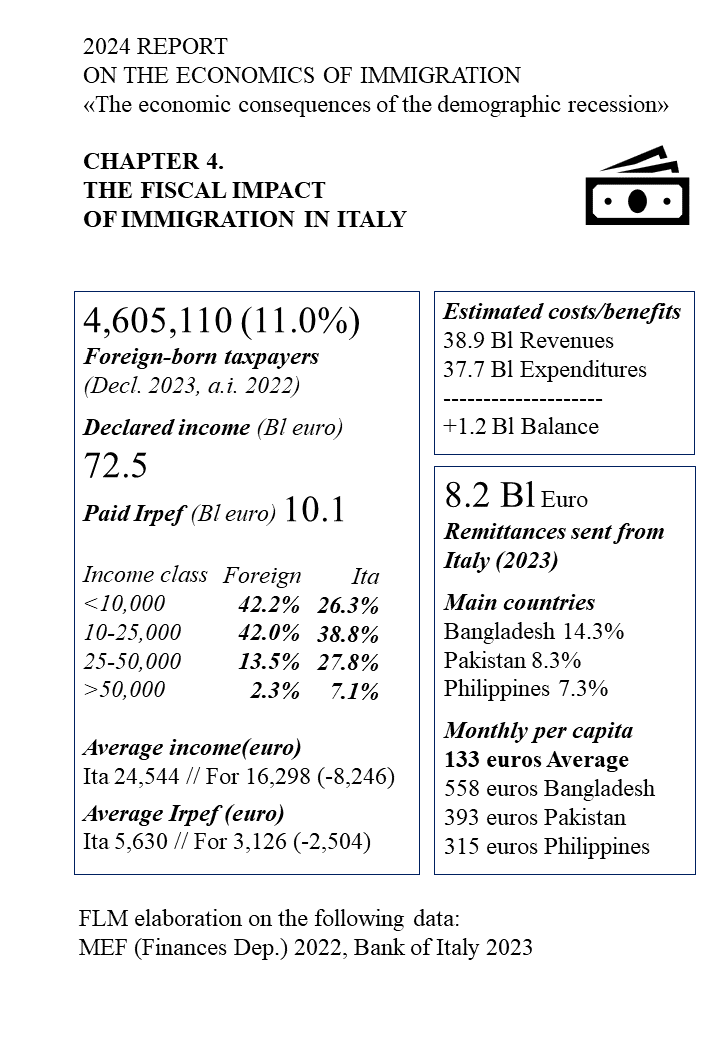 2024 REPORT
ON THE ECONOMICS OF IMMIGRATION
«The economic consequences of the demographic recession»
CHAPTER 4.
THE FISCAL IMPACT
OF IMMIGRATION IN ITALY
4,605,110 (11.0%)
Foreign-born taxpayers
(Decl. 2023, a.i. 2022)
Declared income (Bl euro)
72.5
Paid Irpef (Bl euro) 10.1
Income class Foreign Ita
<10,000 42.2% 26.3%
10-25,000 42.0% 38.8%
25-50,000 13.5% 27.8%
>50,000 2.3% 7.1%
Average income(euro)
Ita 24,544 // For 16,298 (-8,246)
Average Irpef (euro)
Ita 5,630 // For 3,126 (-2,504)
Estimated costs/benefits
38.9 Bl Revenues
37.7 Bl Expenditures
--------------------
+1.2 Bl Balance
8.2 Bl Euro
Remittances sent from
Italy (2023)
Main countries
Bangladesh 14.3%
Pakistan 8.3%
Philippines 7.3%
Monthly per capita
133 euros Average
558 euros Bangladesh
393 euros Pakistan
315 euros Philippines
FLM elaboration on the following data:
MEF (Finances Dep.) 2022, Bank of Italy 2023